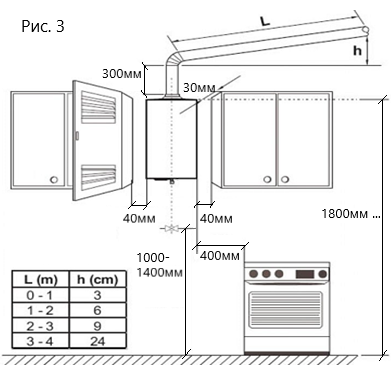 Рис. 3
L
h
300мм
30мм
40мм
40мм
1800мм ...
1000-
1400мм
400мм
L (m) h (cm)
0 - 1 3
1 - 2 6
2 - 3 9
3 - 4 24